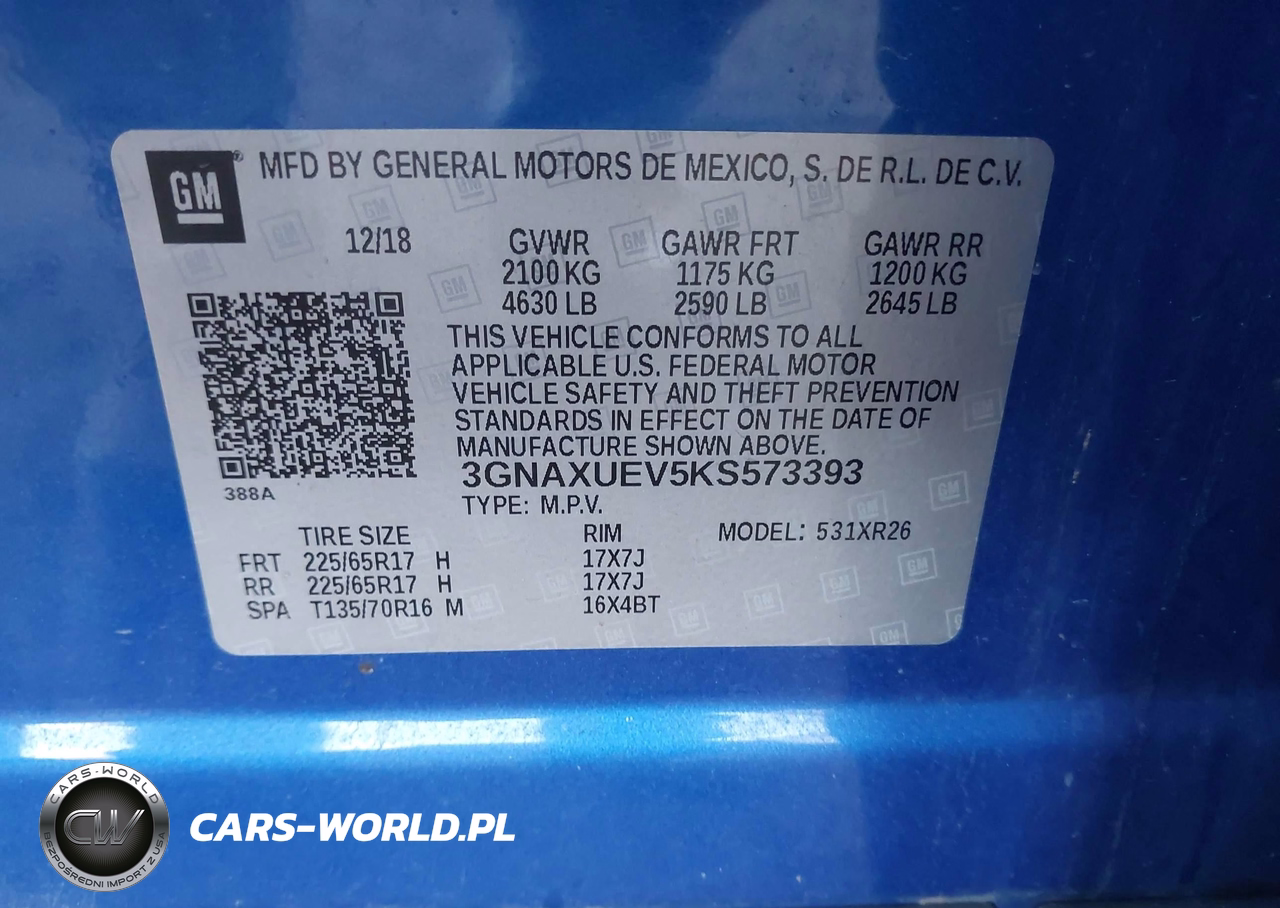 GM
MFD BY GENERAL MOTORS DE MEXICO, S. DE R.L. DE C.V.
12/18 GVWR GAWR FRT GAWR RR
2100 KG 1175 KG 1200 KG
4630 LB 2590 LB 2645 LB
THIS VEHICLE CONFORMS TO ALL
APPLICABLE U.S. FEDERAL MOTOR
VEHICLE SAFETY AND THEFT PREVENTION
STANDARDS IN EFFECT ON THE DATE OF
MANUFACTURE SHOWN ABOVE.
3GNAXUEV5KS573393
388A
TYPE: M.P.V.
TIRE SIZE RIM MODEL: 531XR26
FRT 225/65R17 H 17X7J
RR 225/65R17 H 17X7J
SPA T135/70R16 M 16X4BT
CARS-WORLD
CW
BEZPOŚREDNI IMPORT Z USA
CARS-WORLD.PL